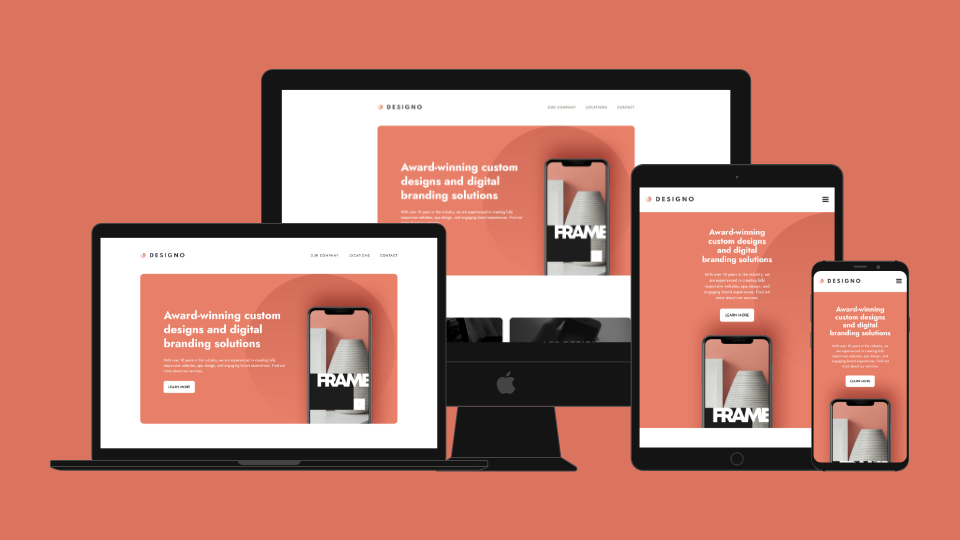 DESIGNO
OUR COMPANY LOCATIONS CONTACT
Award-winning custom
designs and digital
branding solutions
With over 10 years in the industry, we are experienced in creating fully
responsive websites, app design, and engaging brand experiences. Find out
FRAME
DESIGNO
OUR COMPANY LOCATIONS CONTACT
Award-winning custom
designs and digital
branding solutions
With over 10 years in the industry, we are experienced in creating fully
responsive websites, app design, and engaging brand experiences. Find out
more about our services.
LEARN MORE
FRAME
DESIGNO
Award-winning
custom designs
and digital
branding solutions
With over 10 years in the industry, we
are experienced in creating fully
responsive websites, app design, and
engaging brand experiences. Find out
more about our services.
LEARN MORE
FRAME
DESIGNO
Award-winning
custom designs
and digital
branding solutions
With over 10 years in the industry, we
are experienced in creating fully
responsive websites, app design, and
engaging brand experiences. Find out
more about our services.
LEARN MORE